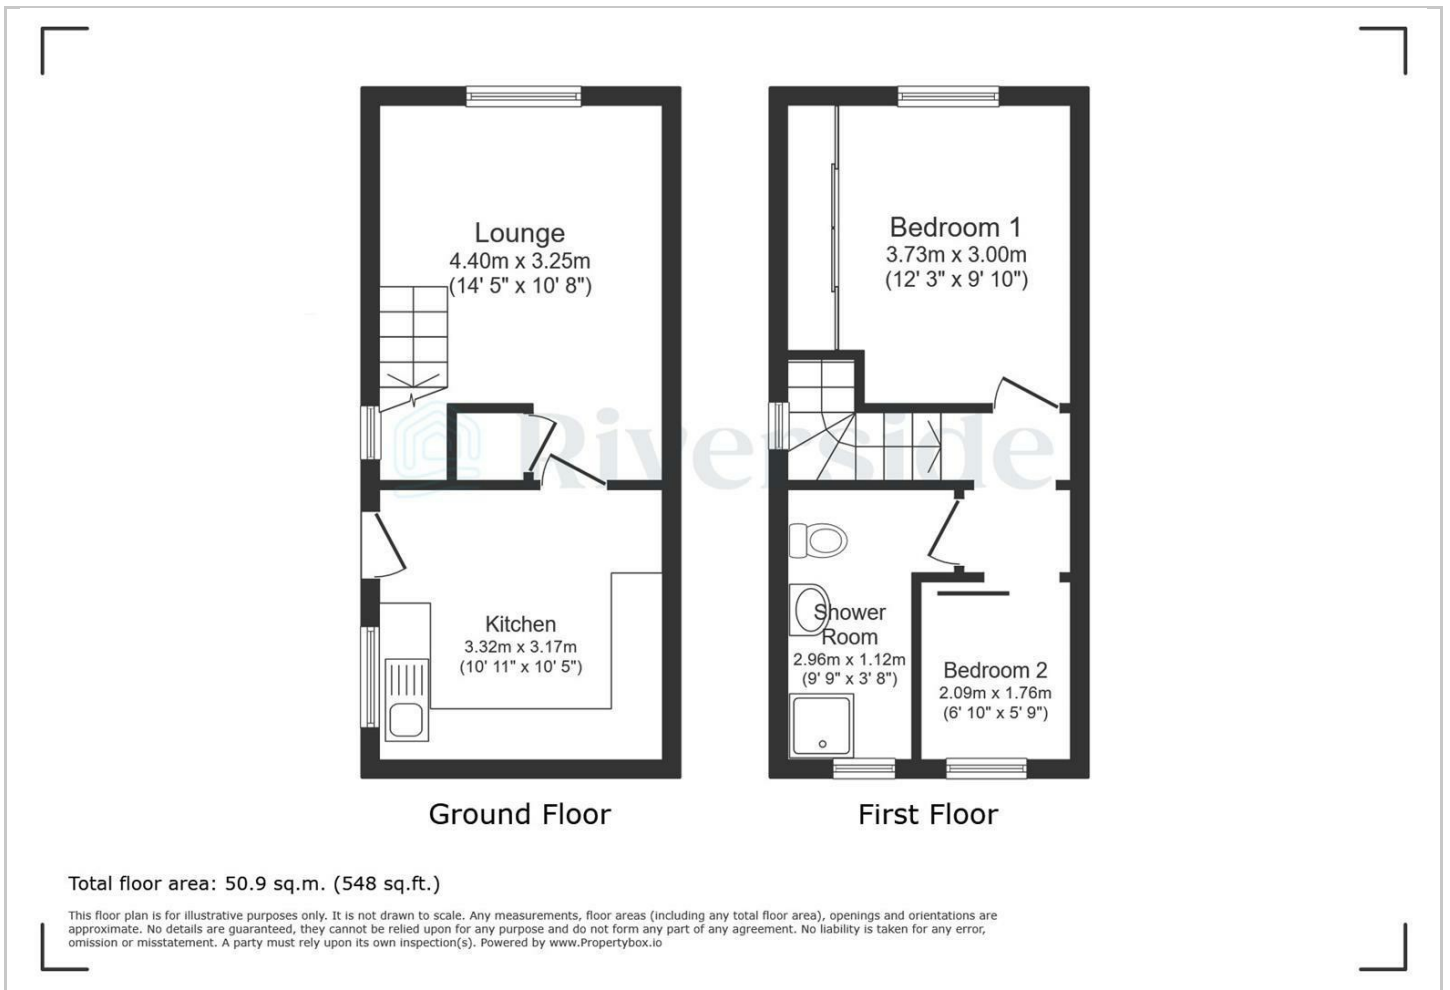 Lounge
4.40m x 3.25m
(14' 5" x 10' 8")
Bedroom 1
3.73m x 3.00m
(12' 3" x 9' 10")
Riverside
Kitchen
3.32m x 3.17m
(10' 11" x 10' 5")
Shower
Room
2.96m x 1.12m
(9' 9" x 3' 8")
Bedroom 2
2.09m x 1.76m
(6' 10" x 5' 9")
Ground Floor
First Floor
Total floor area: 50.9 sq.m. (548 sq.ft.)
This floor plan is for illustrative purposes only. It is not drawn to scale. Any measurements, floor areas (including any total floor area), openings and orientations are
approximate. No details are guaranteed, they cannot be relied upon for any purpose and do not form any part of any agreement. No liability is taken for any error,
omission or misstatement. A party must rely upon its own inspection(s). Powered by www.Propertybox.io